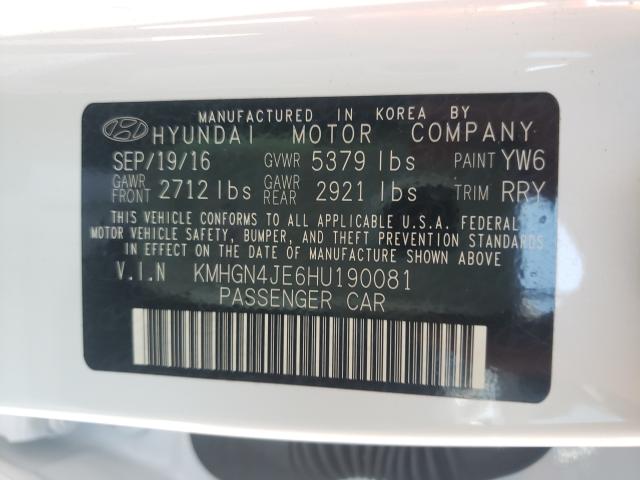 MANUFACTURED IN KOREA BY
HYUNDAI MOTOR COMPANY
SEP/19/16 GVWR 5379 lbs PAINT YW6
GAWR FRONT 2712 lbs GAWR REAR 2921 lbs TRIM RRY
THIS VEHICLE CONFORMS TO ALL APPLICABLE U.S.A. FEDERAL
MOTOR VEHICLE SAFETY, BUMPER, AND THEFT PREVENTION STANDARDS
IN EFFECT ON THE DATE OF MANUFACTURE SHOWN ABOVE.
V.I.N KMHGN4JE6HU190081
PASSENGER CAR